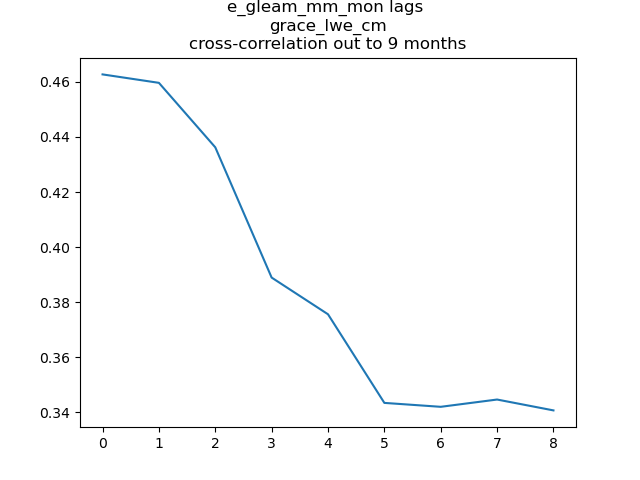 e_gleam_mm_mon lags
grace_lwe_cm
cross-correlation out to 9 months
0.46
0.44
0.42
0.40
0.38
0.36
0.34
0 1 2 3 4 5 6 7 8